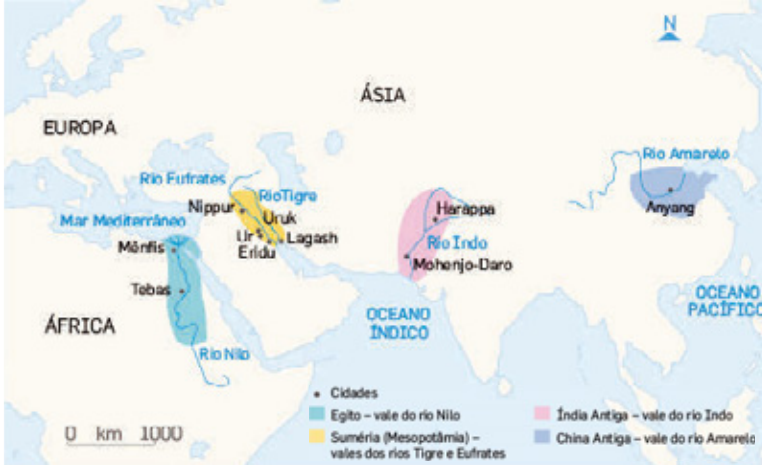 N
ÁSIA
EUROPA
Rio Amarelo
Rio Eufrates
Rio Tigre
Nippur
Harappa
Anyang
Uruk
Mar Mediterrâneo
Ur
Lagash
Rio Indo
Mênfis
Eridu
Mohenjo-Daro
Tebas
OCEANO
PACÍFICO
OCEANO
ÍNDICO
ÁFRICA
Rio Nilo
0 km 1000
Cidades
Egito – vale do rio Nilo
Suméria (Mesopotâmia) –
vales dos rios Tigre e Eufrates
Índia Antiga – vale do rio Indo
China Antiga – vale do rio Amarelo